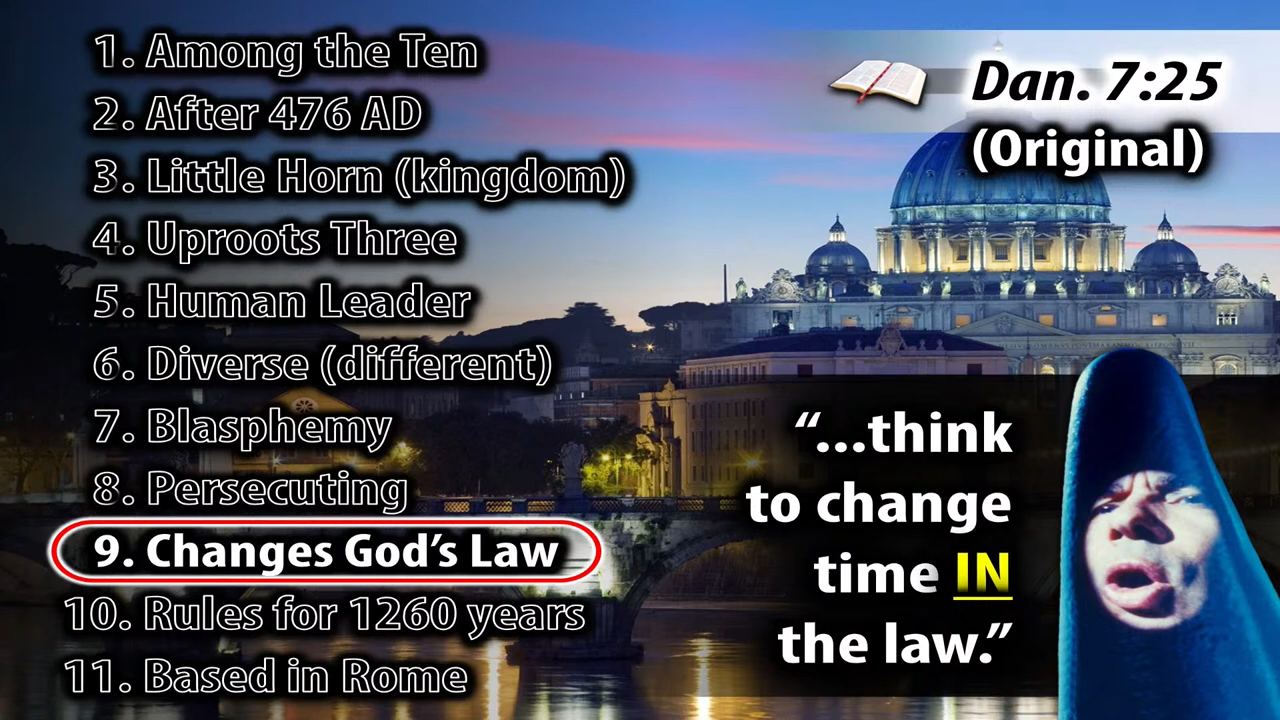 1. Among the Ten
2. After 476 AD
3. Little Horn (kingdom)
4. Uproots Three
5. Human Leader
6. Diverse (different)
7. Blasphemy
8. Persecuting
9. Changes God’s Law
10. Rules for 1260 years
11. Based in Rome
Dan. 7:25
(Original)
“...think
to change
time IN
the law.”